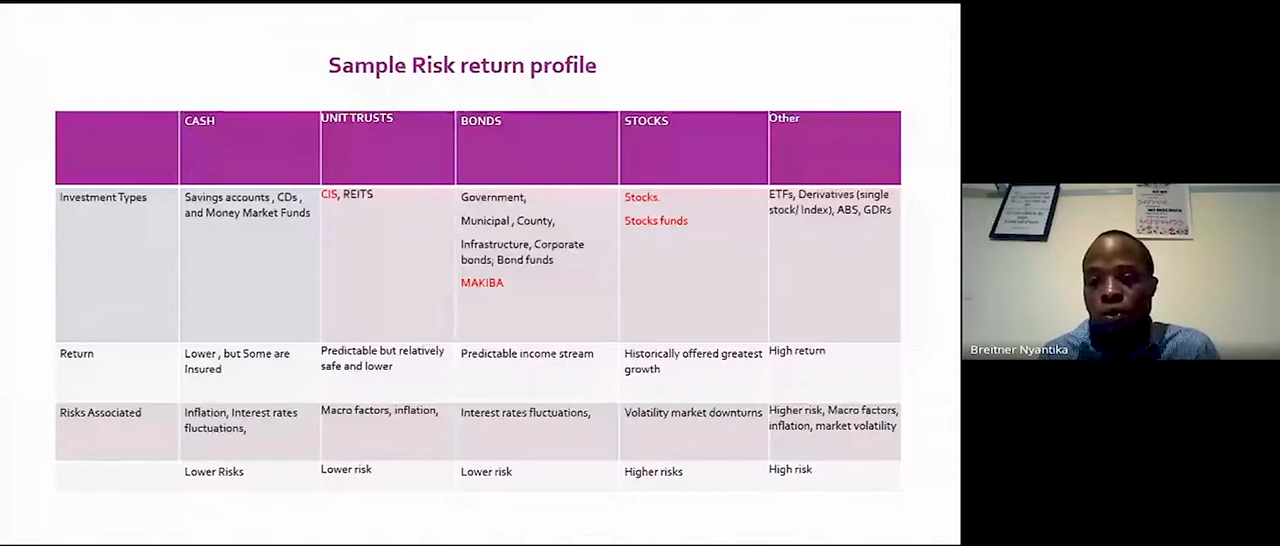 Sample Risk return profile
CASH
UNIT TRUSTS
BONDS
STOCKS
Other
Investment Types
Savings accounts , CDs ,
and Money Market Funds
CIS, REITS
Government,
Municipal , County,
Infrastructure, Corporate
bonds; Bond funds
MAKIBA
Stocks.
Stocks funds
ETFs, Derivatives (single
stock/ Index), ABS, GDRs
Return
Lower , but Some are
Insured
Predictable but relatively
safe and lower
Predictable income stream
Historically offered greatest
growth
High return
Risks Associated
Inflation, Interest rates
fluctuations,
Macro factors, inflation,
Interest rates fluctuations,
Volatility market downturns
Higher risk, Macro factors,
inflation, market volatility
Lower Risks
Lower risk
Lower risk
Higher risks
High risk
Breitner Nyantika